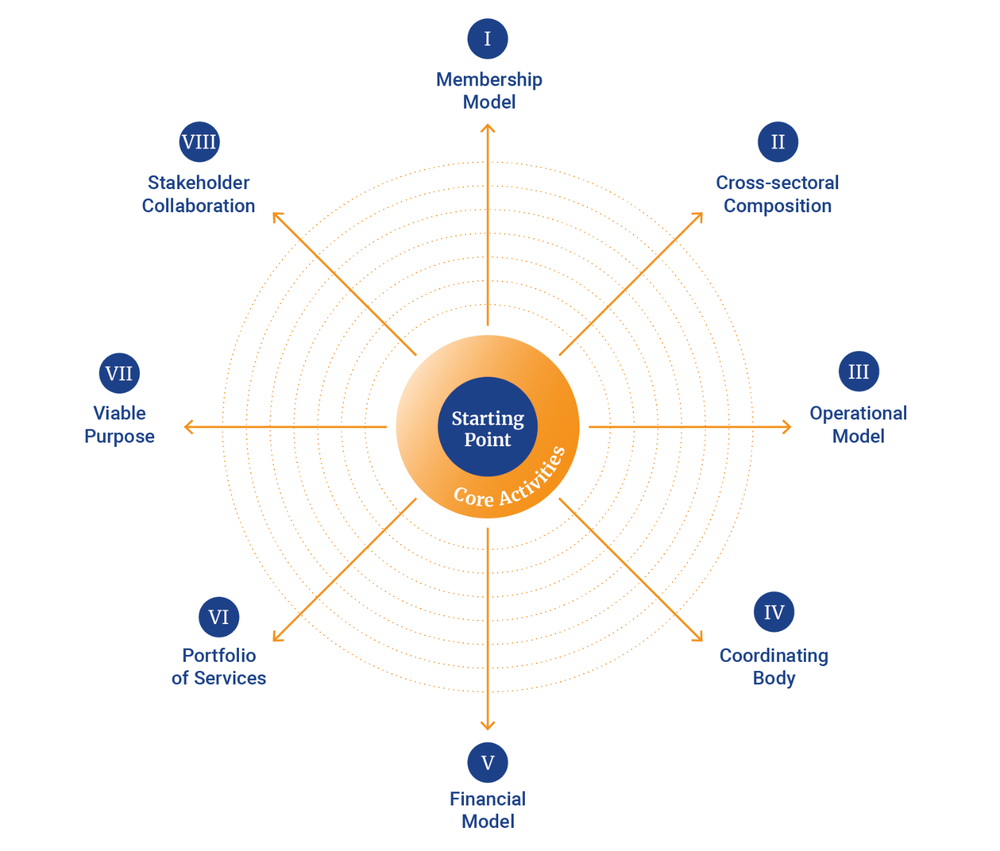 I
Membership
Model
II
Cross-sectoral
Composition
III
Operational
Model
IV
Coordinating
Body
V
Financial
Model
VI
Portfolio
of Services
VII
Viable
Purpose
VIII
Stakeholder
Collaboration
Starting
Point
Core Activities